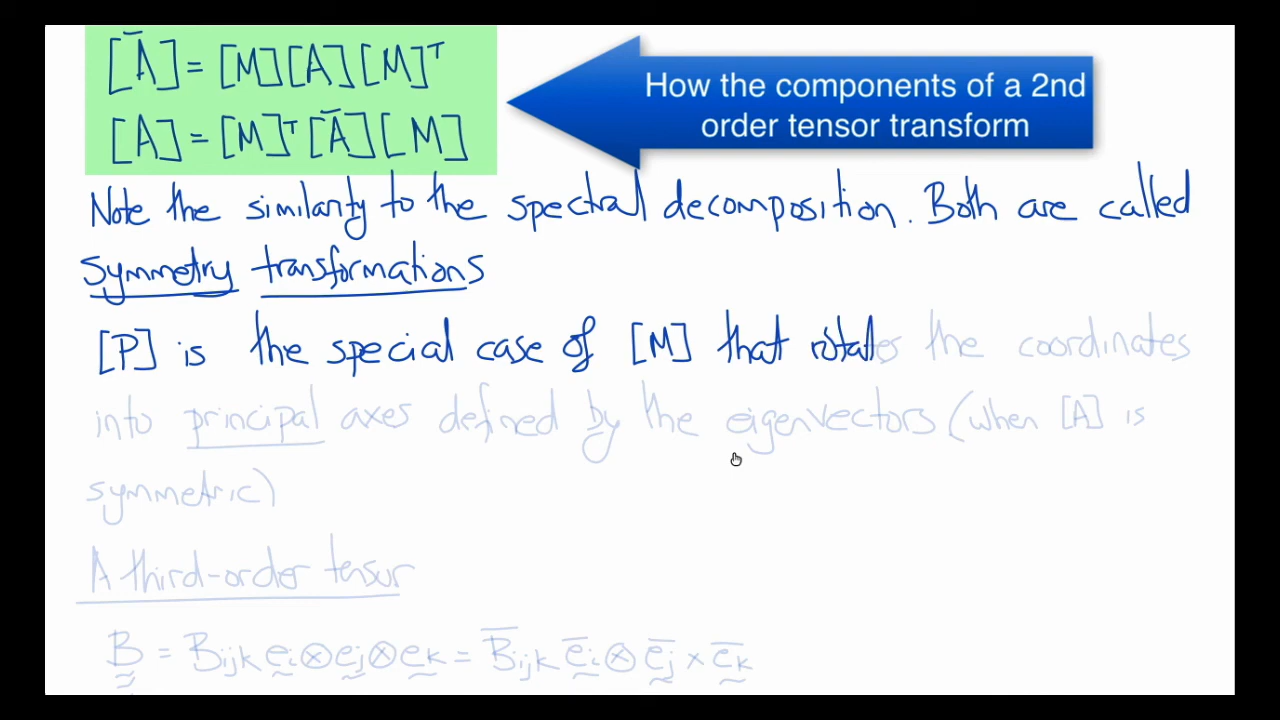 [Ā] = [M][A][M]ᵀ
How the components of a 2nd
order tensor transform
[A] = [M]ᵀ[Ā][M]
Note the similarity to the spectral decomposition. Both are called
symmetry transformations
[P] is the special case of [M] that rotates the coordinates
into principal axes defined by the eigenvectors (when [A] is
symmetric)
A third-order tensor
B = Bijk ei ⊗ ej ⊗ ek = B̄ijk ēi ⊗ ēj × ēk